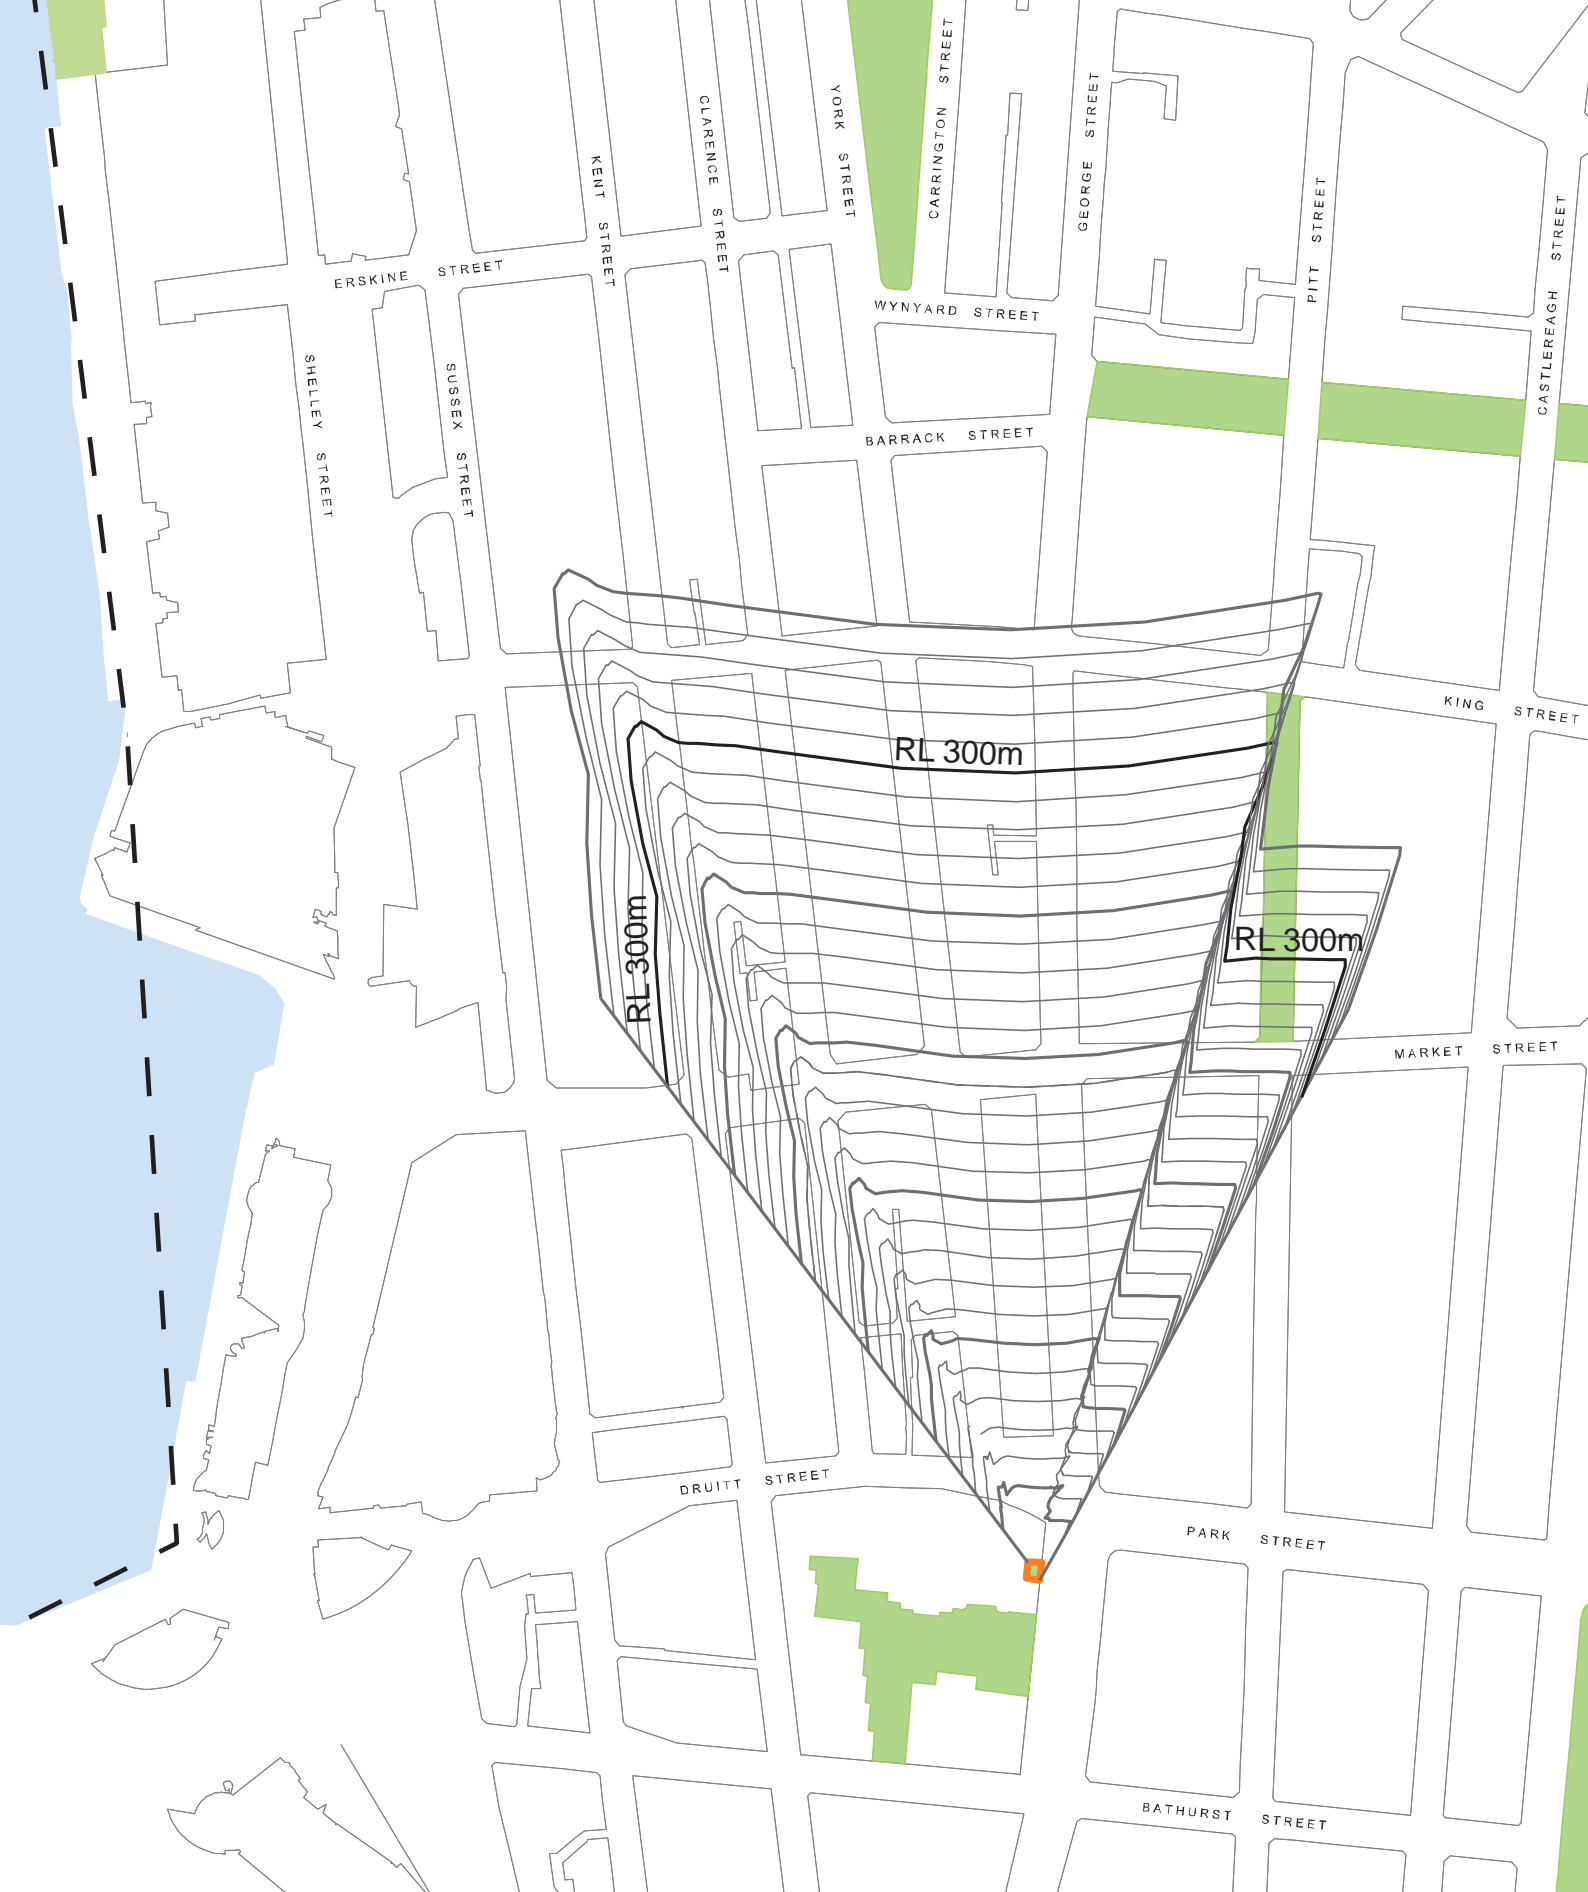 CARRINGTON STREET
GEORGE STREET
YORK STREET
CLARENCE STREET
KENT STREET
PITT STREET
CASTLEREAGH STREET
ERSKINE STREET
WYNYARD STREET
SHELLEY STREET
SUSSEX STREET
BARRACK STREET
KING STREET
RL 300m
RL 300m
RL 300m
MARKET STREET
DRUITT STREET
PARK STREET
BATHURST STREET